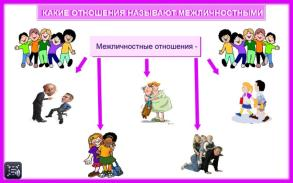 КАКИЕ ОТНОШЕНИЯ НАЗЫВАЮТ МЕЖЛИЧНОСТНЫМИ
Межличностные отношения -